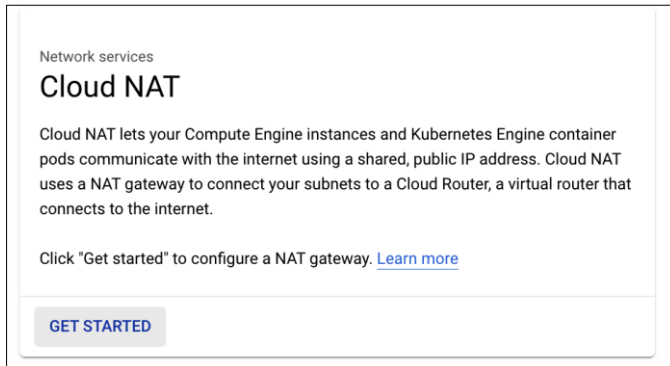 Network services
Cloud NAT
Cloud NAT lets your Compute Engine instances and Kubernetes Engine container
pods communicate with the internet using a shared, public IP address. Cloud NAT
uses a NAT gateway to connect your subnets to a Cloud Router, a virtual router that
connects to the internet.
Click "Get started" to configure a NAT gateway. Learn more
GET STARTED